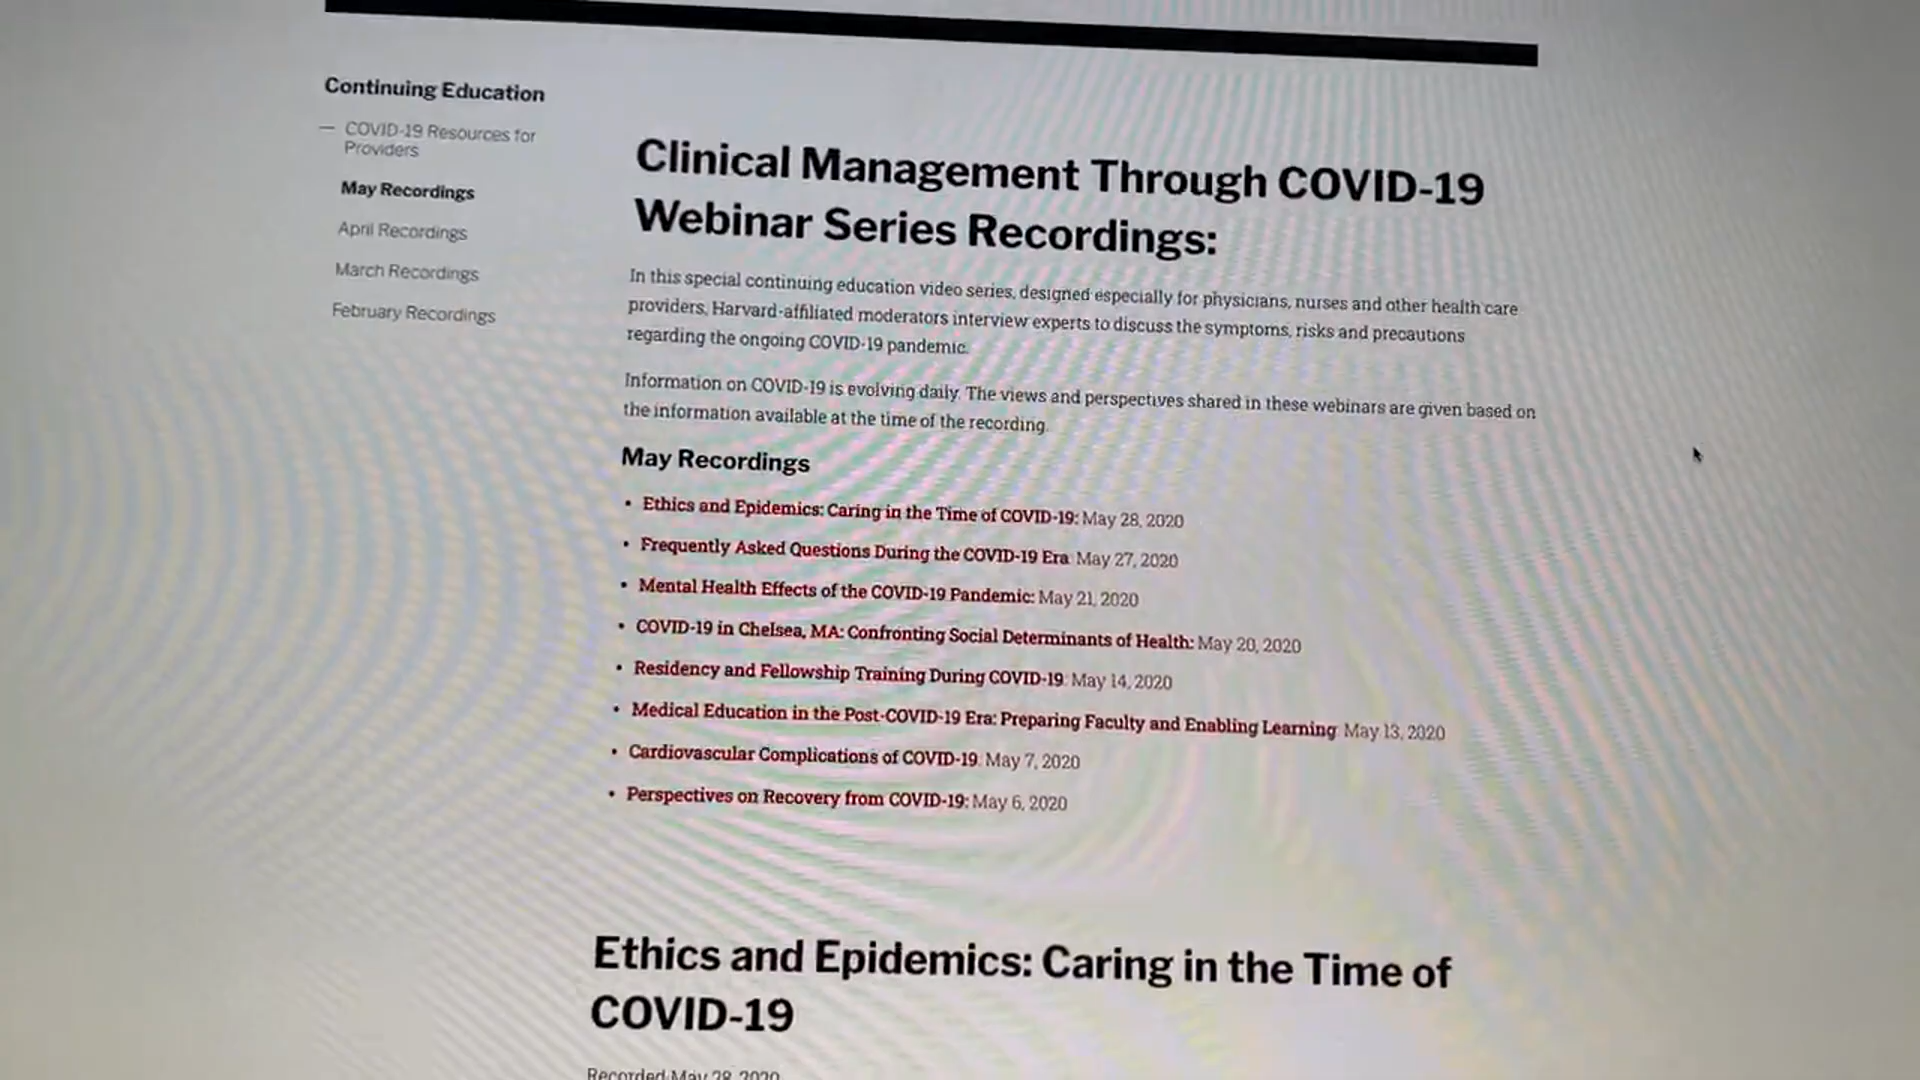 Continuing Education
— COVID-19 Resources for
Providers
May Recordings
April Recordings
March Recordings
February Recordings
Clinical Management Through COVID-19
Webinar Series Recordings:
In this special continuing education video series, designed especially for physicians, nurses and other health care
providers, Harvard-affiliated moderators interview experts to discuss the symptoms, risks and precautions
regarding the ongoing COVID-19 pandemic.
Information on COVID-19 is evolving daily. The views and perspectives shared in these webinars are given based on
the information available at the time of the recording.
May Recordings
• Ethics and Epidemics: Caring in the Time of COVID-19: May 28, 2020
• Frequently Asked Questions During the COVID-19 Era: May 27, 2020
• Mental Health Effects of the COVID-19 Pandemic: May 21, 2020
• COVID-19 in Chelsea, MA: Confronting Social Determinants of Health: May 20, 2020
• Residency and Fellowship Training During COVID-19: May 14, 2020
• Medical Education in the Post-COVID-19 Era: Preparing Faculty and Enabling Learning: May 13, 2020
• Cardiovascular Complications of COVID-19: May 7, 2020
• Perspectives on Recovery from COVID-19: May 6, 2020
Ethics and Epidemics: Caring in the Time of
COVID-19
Recorded May 28, 2020